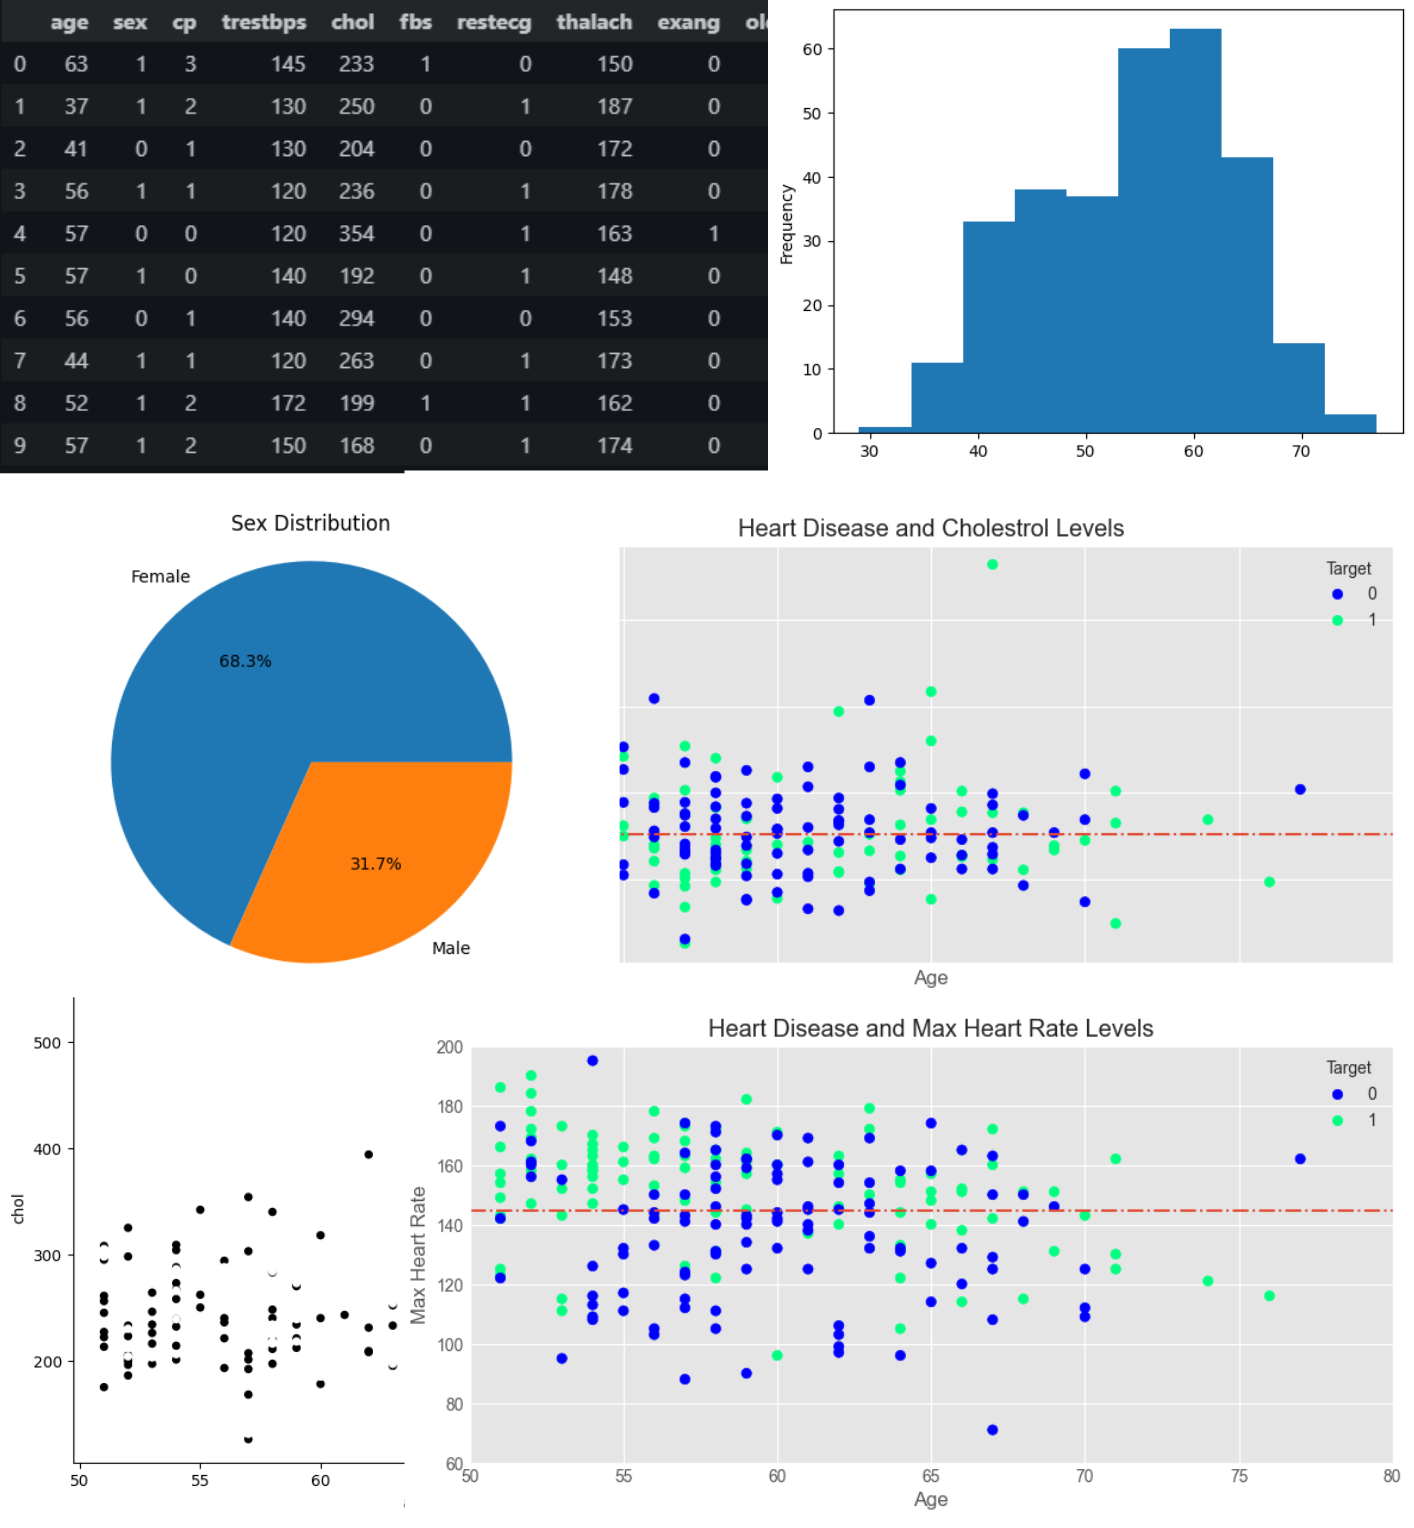 age sex cp trestbps chol fbs restecg thalach exang
0 63 1 3 145 233 1 0 150 0
1 37 1 2 130 250 0 1 187 0
2 41 0 1 130 204 0 0 172 0
3 56 1 1 120 236 0 1 178 0
4 57 0 0 120 354 0 1 163 1
5 57 1 0 140 192 0 1 148 0
6 56 0 1 140 294 0 0 153 0
7 44 1 1 120 263 0 1 173 0
8 52 1 2 172 199 1 1 162 0
9 57 1 2 150 168 0 1 174 0
60
50
40
30
20
10
0
Frequency
30 40 50 60 70
Sex Distribution
Female
68.3%
31.7%
Male
Heart Disease and Cholestrol Levels
Target
0
1
Age
500
400
300
200
chol
50 55 60
Heart Disease and Max Heart Rate Levels
Target
0
1
200
180
160
140
120
100
80
60
Max Heart Rate
50 55 60 65 70 75 80
Age